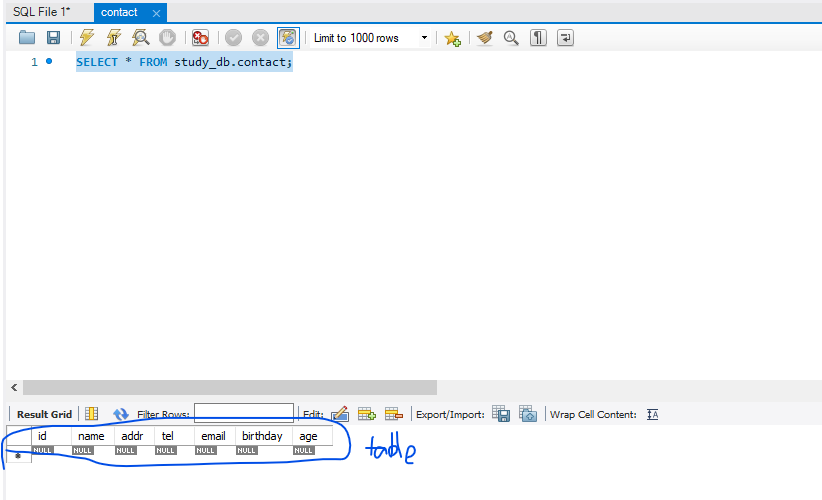 SQL File 1*
contact
Limit to 1000 rows
1
SELECT * FROM study_db.contact;
Result Grid
Filter Rows:
Edit:
Export/Import:
Wrap Cell Content:
id name addr tel email birthday age
NULL NULL NULL NULL NULL NULL NULL
table